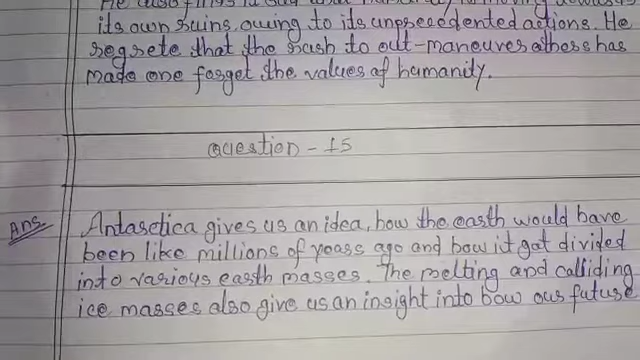 its own ruins, owing to its unprecedented actions. He
regrets that the rush to out-maneuver others has
made one forget the values of humanity.
Question - 15
Ans
Antarctica gives us an idea, how the earth would have
been like millions of years ago and how it got divided
into various earth masses. The melting and colliding
ice masses also give us an insight into how our future